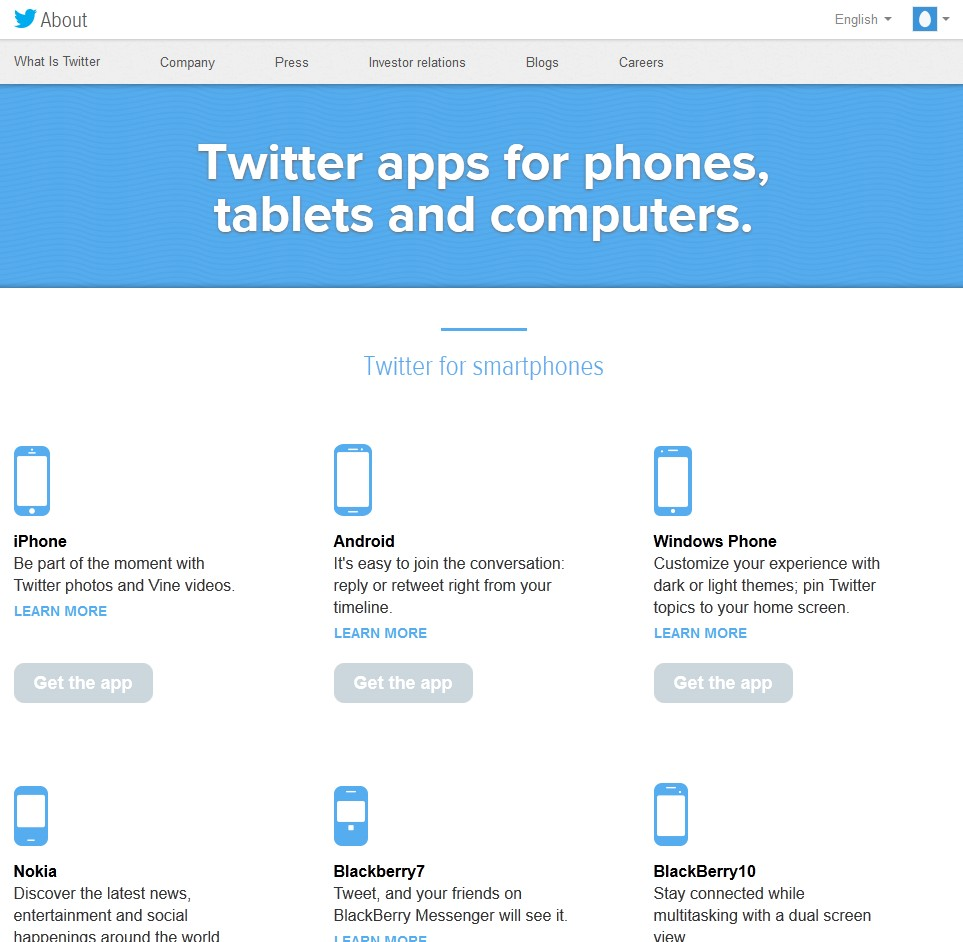 About
English
What Is Twitter Company Press Investor relations Blogs Careers
Twitter apps for phones,
tablets and computers.
Twitter for smartphones
iPhone
Be part of the moment with
Twitter photos and Vine videos.
LEARN MORE
Get the app
Android
It's easy to join the conversation:
reply or retweet right from your
timeline.
LEARN MORE
Get the app
Windows Phone
Customize your experience with
dark or light themes; pin Twitter
topics to your home screen.
LEARN MORE
Get the app
Nokia
Discover the latest news,
entertainment and social
happenings around the world
Blackberry7
Tweet, and your friends on
BlackBerry Messenger will see it.
LEARN MORE
BlackBerry10
Stay connected while
multitasking with a dual screen
view